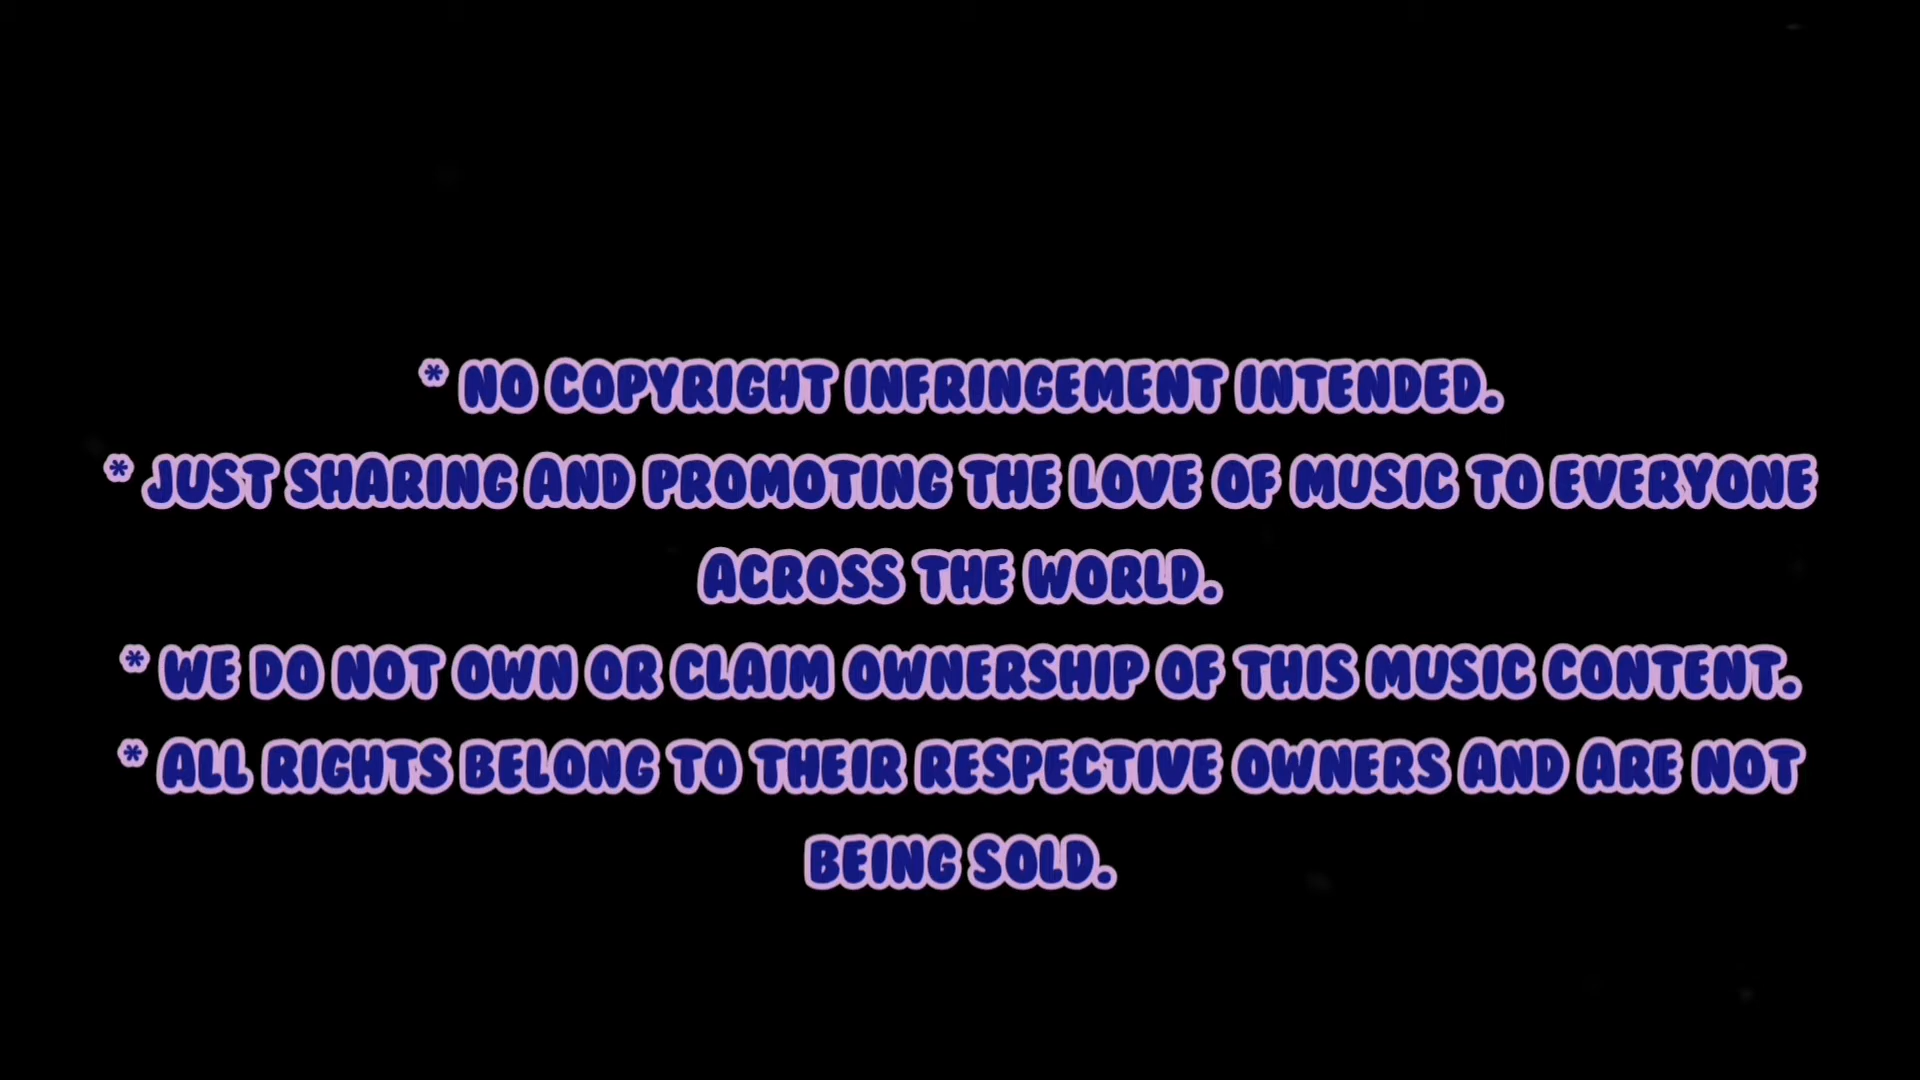 * NO COPYRIGHT INFRINGEMENT INTENDED.
* JUST SHARING AND PROMOTING THE LOVE OF MUSIC TO EVERYONE
ACROSS THE WORLD.
* WE DO NOT OWN OR CLAIM OWNERSHIP OF THIS MUSIC CONTENT.
* ALL RIGHTS BELONG TO THEIR RESPECTIVE OWNERS AND ARE NOT
BEING SOLD.